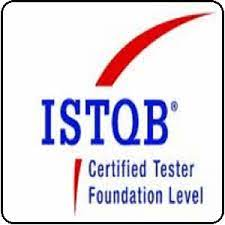 ISTQB®
Certified Tester
Foundation Level